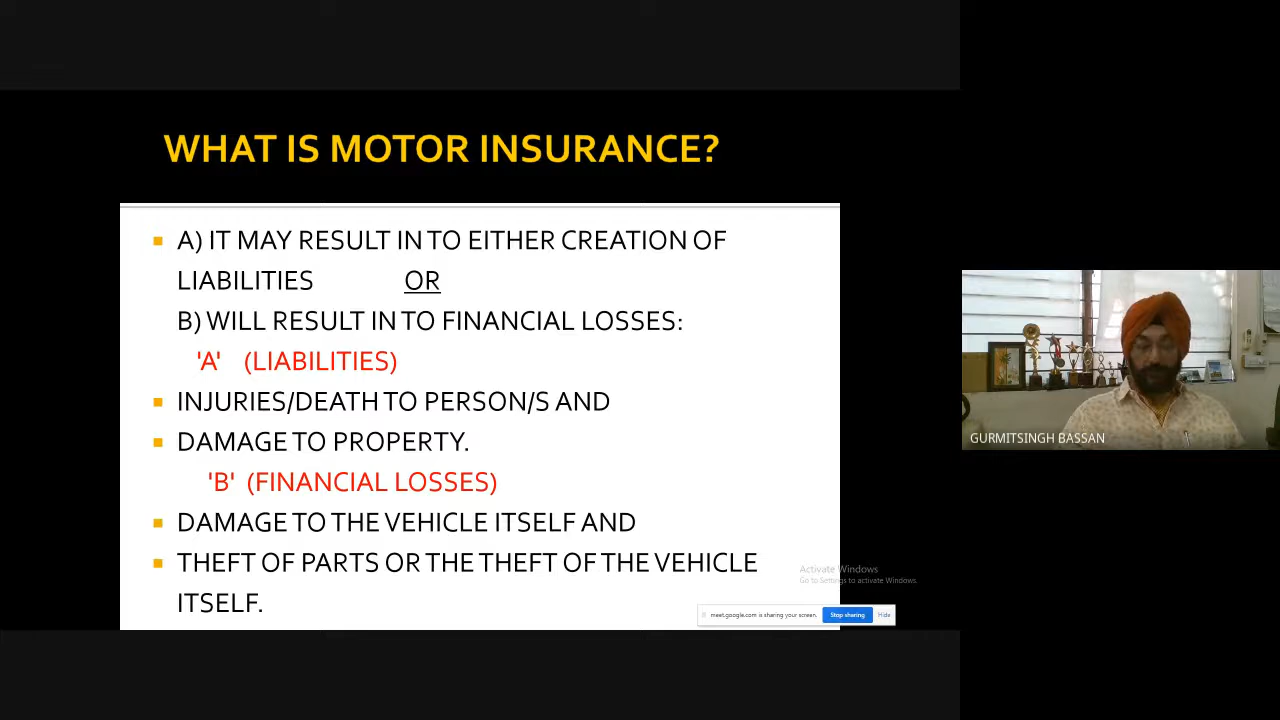 WHAT IS MOTOR INSURANCE?
A) IT MAY RESULT IN TO EITHER CREATION OF
LIABILITIES OR
B) WILL RESULT IN TO FINANCIAL LOSSES:
'A' (LIABILITIES)
INJURIES/DEATH TO PERSON/S AND
DAMAGE TO PROPERTY.
'B' (FINANCIAL LOSSES)
DAMAGE TO THE VEHICLE ITSELF AND
THEFT OF PARTS OR THE THEFT OF THE VEHICLE
ITSELF.
Activate Windows
Go to Settings to activate Windows.
meet.google.com is sharing your screen.
Stop sharing
Hide
GURMITSINGH BASSAN